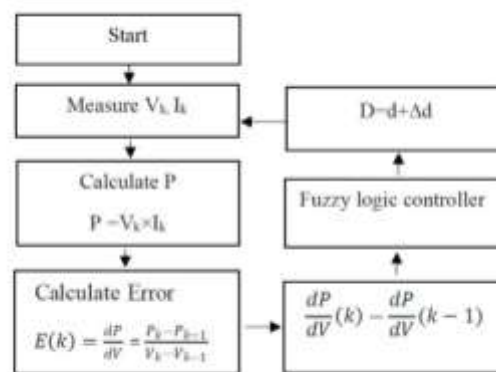 Start
Measure Vₖ, Iₖ
D=d+Δd
Calculate P
P =Vₖ×Iₖ
Fuzzy logic controller
Calculate Error
E(k) = dP/dV = (Pₖ−Pₖ₋₁)/(Vₖ−Vₖ₋₁)
dP/dV (k) − dP/dV (k − 1)